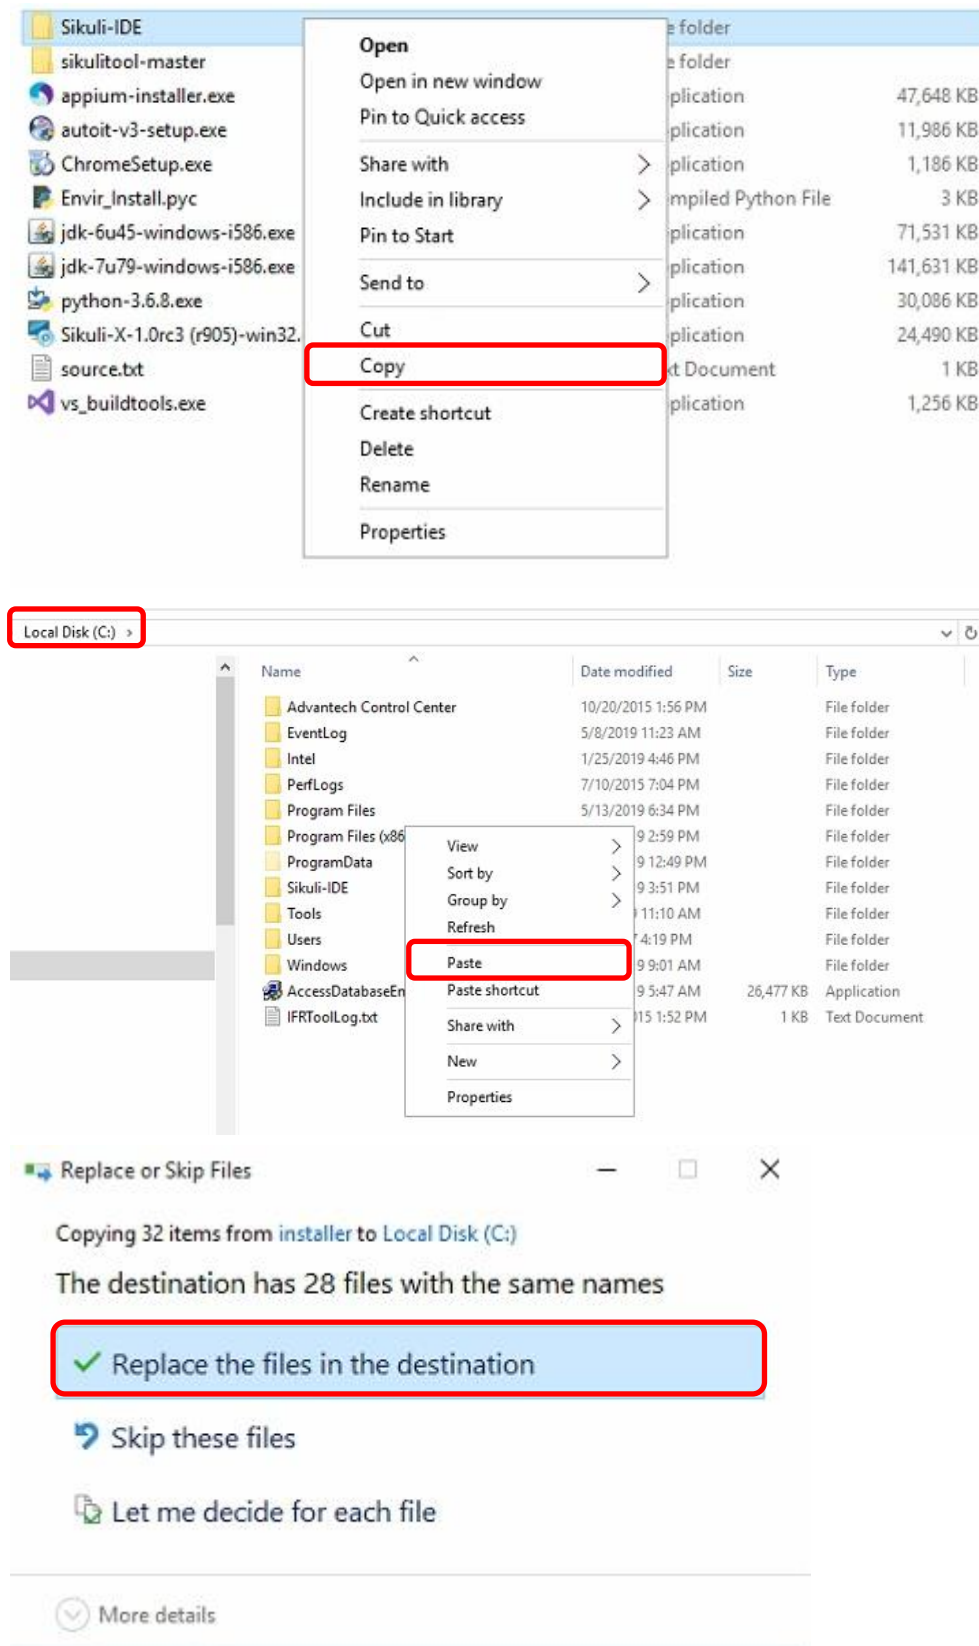 Sikuli-IDE e folder
sikulitool-master e folder
appium-installer.exe plication 47,648 KB
autoit-v3-setup.exe plication 11,986 KB
ChromeSetup.exe plication 1,186 KB
Envir_Install.pyc mpiled Python File 3 KB
jdk-6u45-windows-i586.exe plication 71,531 KB
jdk-7u79-windows-i586.exe plication 141,631 KB
python-3.6.8.exe plication 30,086 KB
Sikuli-X-1.0rc3 (r905)-win32. plication 24,490 KB
source.txt xt Document 1 KB
vs_buildtools.exe plication 1,256 KB
Open
Open in new window
Pin to Quick access
Share with
Include in library
Pin to Start
Send to
Cut
Copy
Create shortcut
Delete
Rename
Properties
Local Disk (C:)
Name Date modified Size Type
Advantech Control Center 10/20/2015 1:56 PM File folder
EventLog 5/8/2019 11:23 AM File folder
Intel 1/25/2019 4:46 PM File folder
PerfLogs 7/10/2015 7:04 PM File folder
Program Files 5/13/2019 6:34 PM File folder
Program Files (x86 9 2:59 PM File folder
ProgramData 9 12:49 PM File folder
Sikuli-IDE 9 3:51 PM File folder
Tools 11:10 AM File folder
Users 4:19 PM File folder
Windows 9 9:01 AM File folder
AccessDatabaseEn 9 5:47 AM 26,477 KB Application
IFRToolLog.txt 015 1:52 PM 1 KB Text Document
View
Sort by
Group by
Refresh
Paste
Paste shortcut
Share with
New
Properties
Replace or Skip Files
Copying 32 items from installer to Local Disk (C:)
The destination has 28 files with the same names
Replace the files in the destination
Skip these files
Let me decide for each file
More details